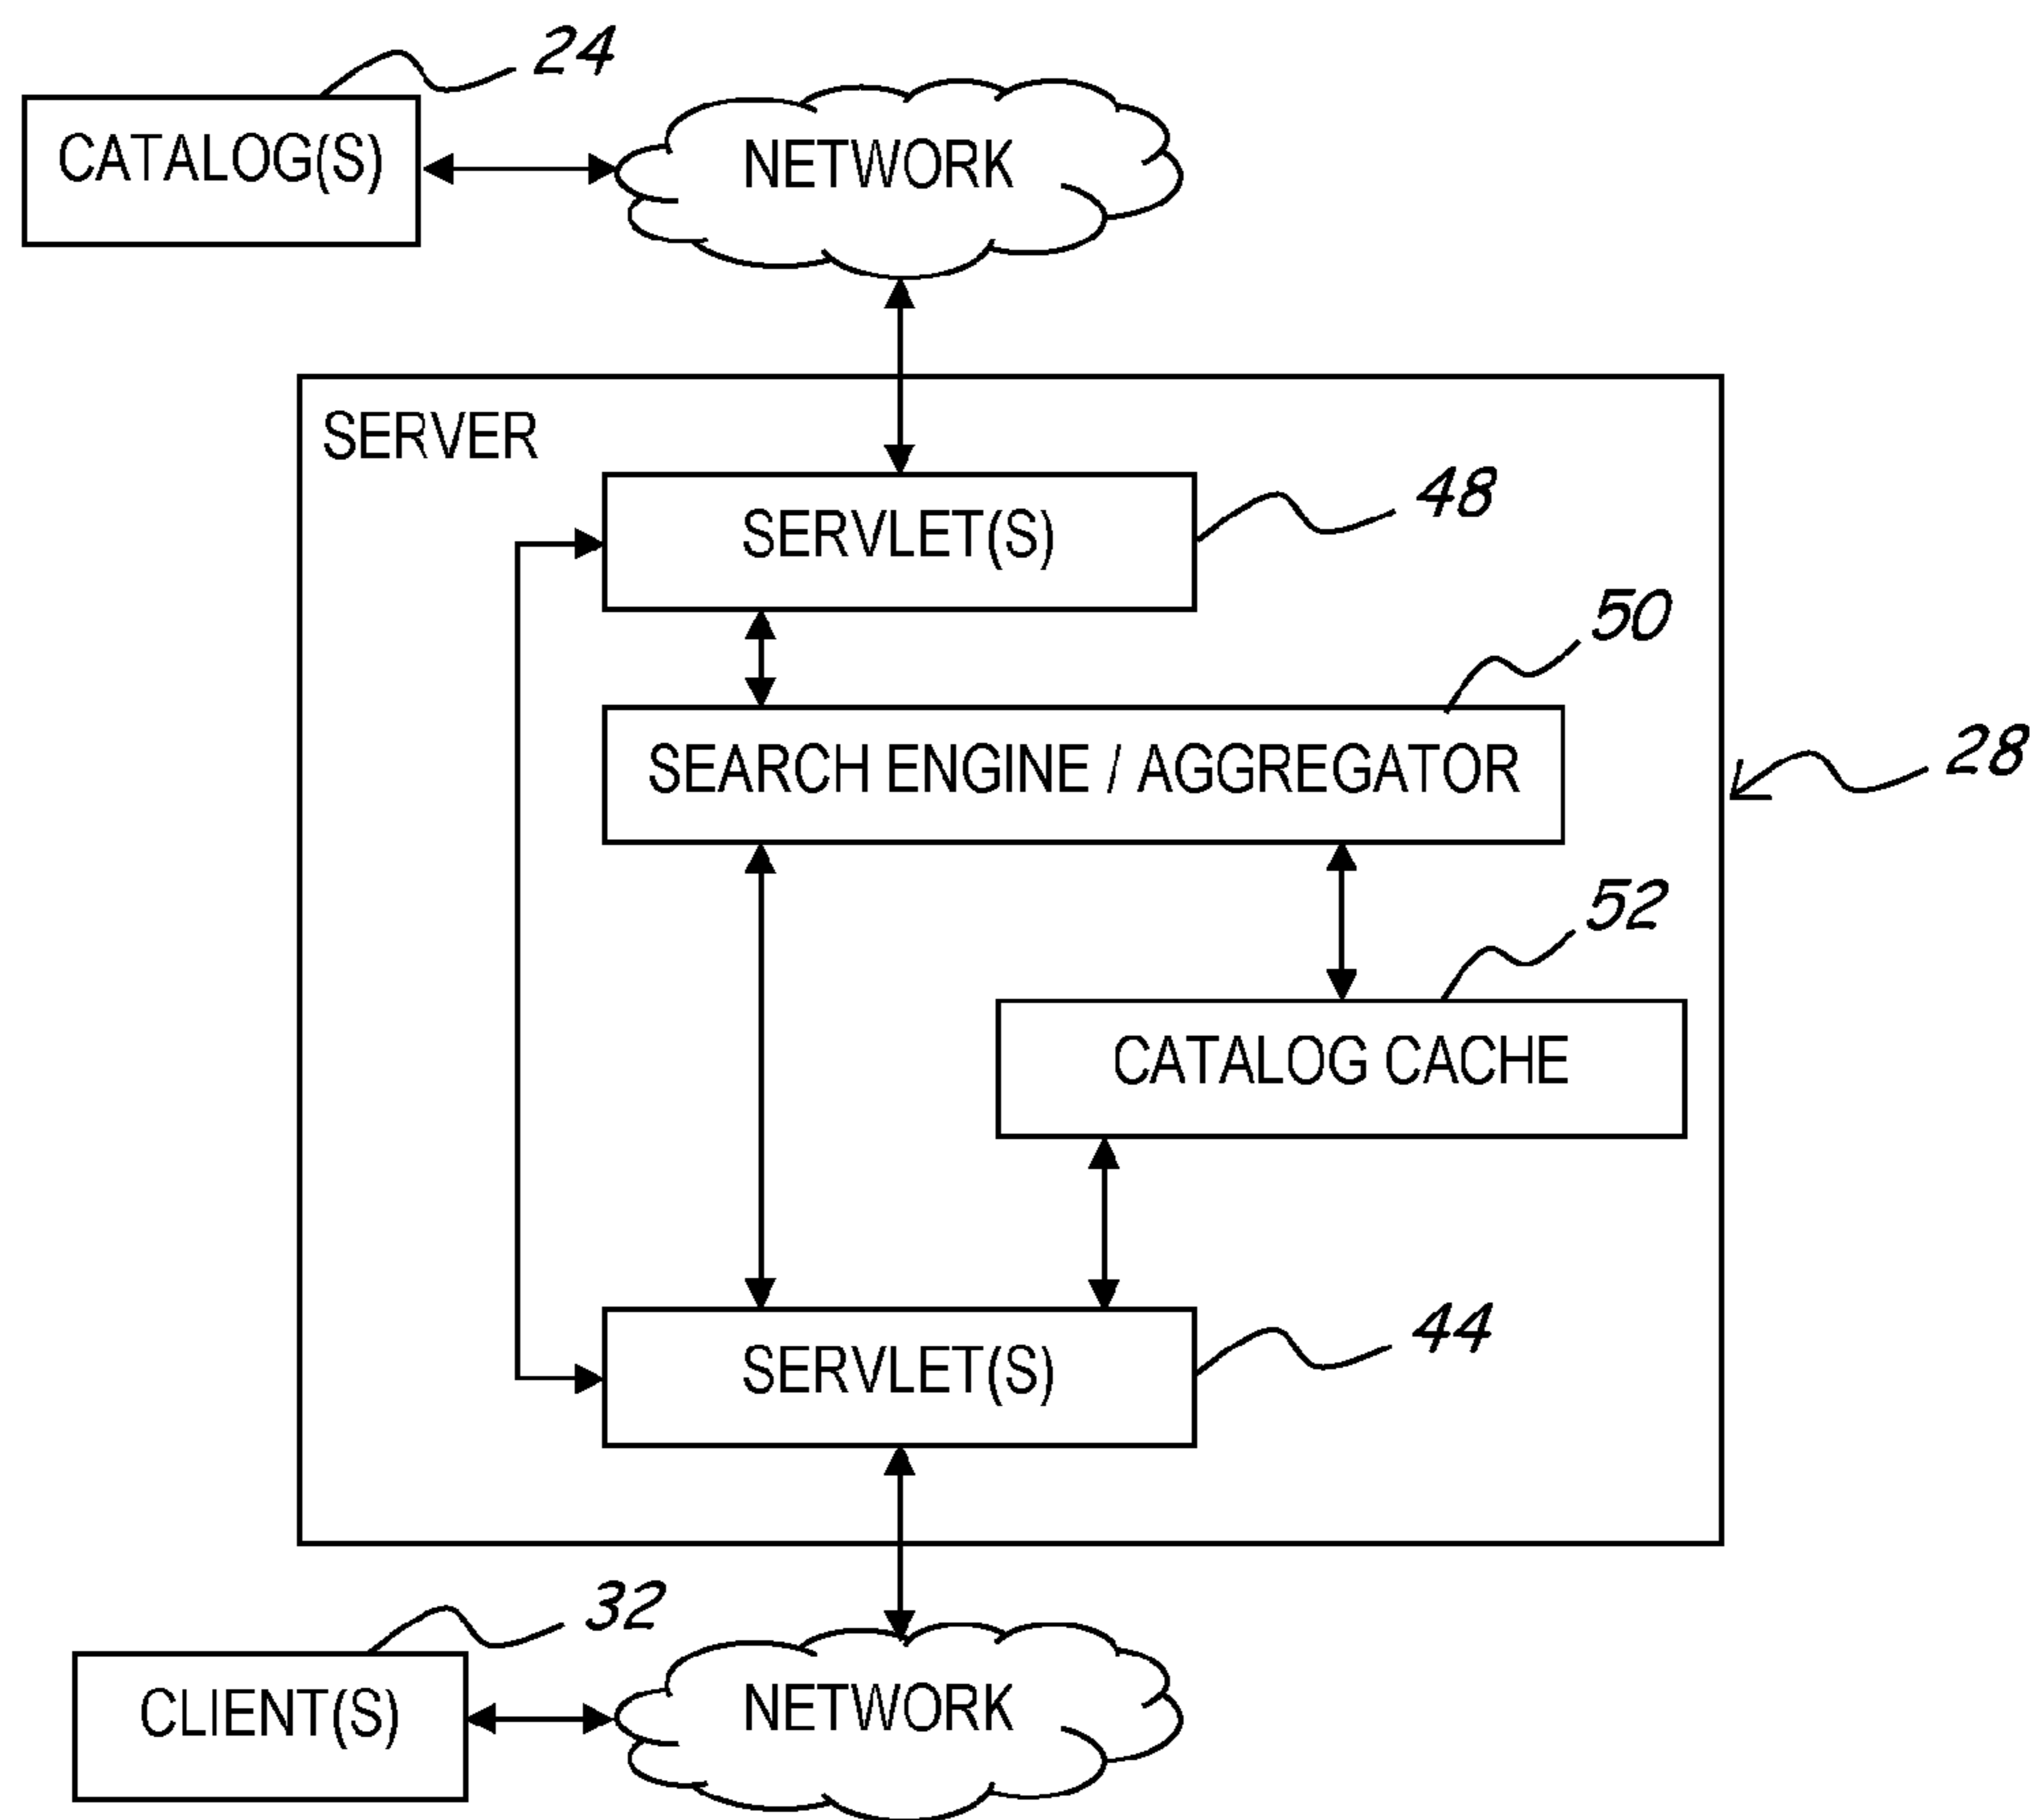 24
CATALOG(S)
NETWORK
SERVER
SERVLET(S)
48
50
SEARCH ENGINE / AGGREGATOR
28
52
CATALOG CACHE
SERVLET(S)
44
32
CLIENT(S)
NETWORK